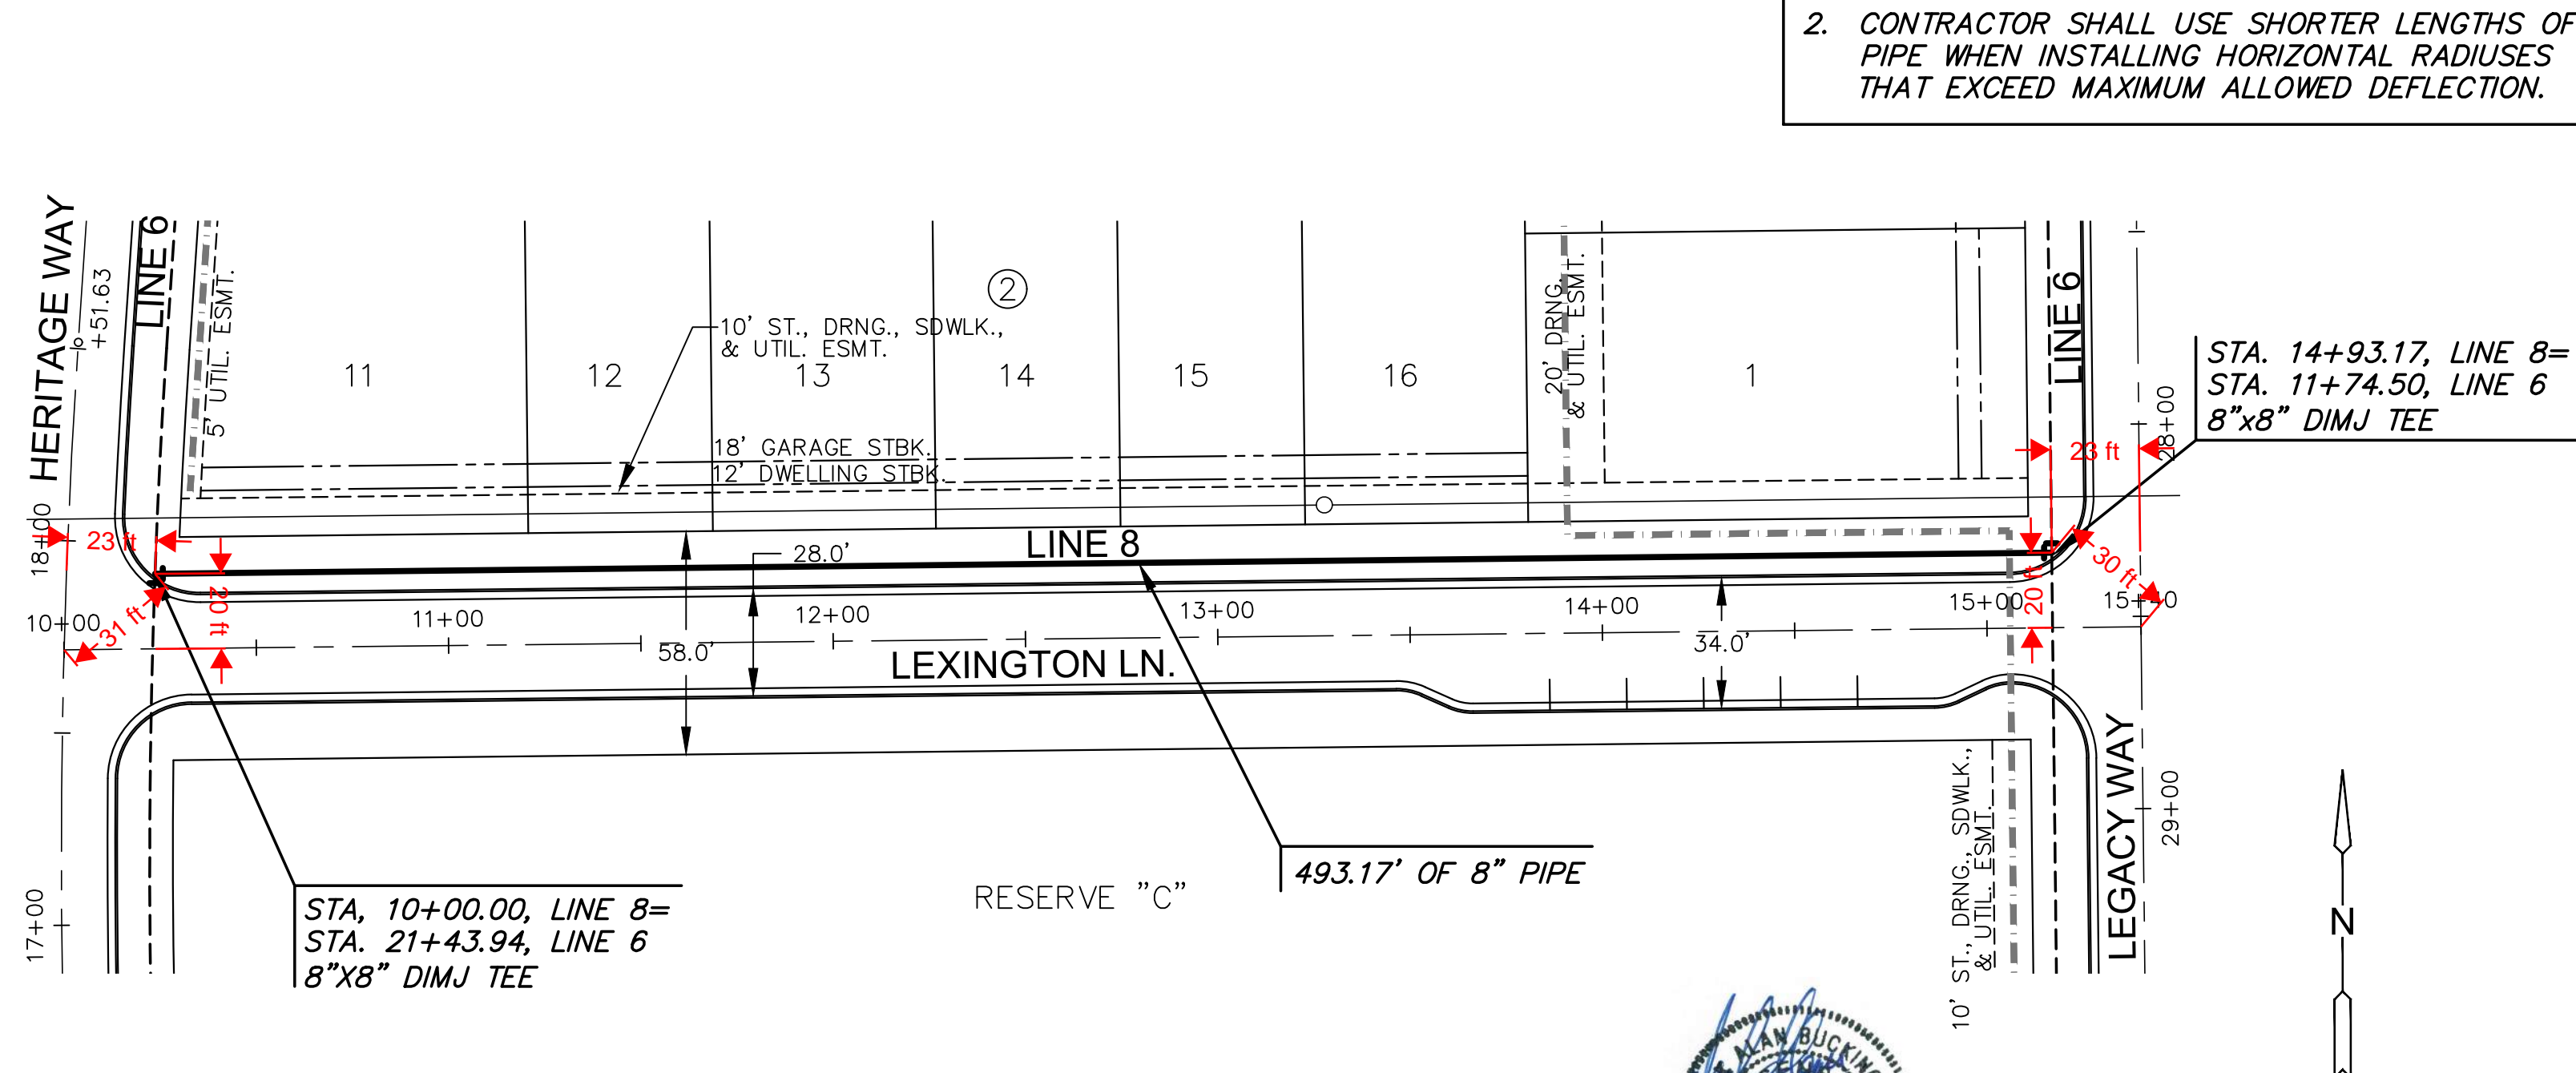 2. CONTRACTOR SHALL USE SHORTER LENGTHS OF
PIPE WHEN INSTALLING HORIZONTAL RADIUSES
THAT EXCEED MAXIMUM ALLOWED DEFLECTION.
HERITAGE WAY
+51.63
LINE 6
5' UTIL. ESMT.
18+00
11
12
13
14
15
16
1
2
10' ST., DRNG., SDWLK.,
& UTIL. ESMT.
18' GARAGE STBK.
12' DWELLING STBK.
20' DRNG.
& UTIL. ESMT.
LINE 6
28+00
STA. 14+93.17, LINE 8=
STA. 11+74.50, LINE 6
8"x8" DIMJ TEE
23 ft
23 ft
LINE 8
28.0'
20 ft
31 ft
20 ft
30 ft
10+00
11+00
12+00
13+00
14+00
15+00
15+40
58.0'
34.0'
LEXINGTON LN.
17+00
STA, 10+00.00, LINE 8=
STA. 21+43.94, LINE 6
8"X8" DIMJ TEE
RESERVE "C"
493.17' OF 8" PIPE
10' ST., DRNG., SDWLK.,
& UTIL. ESMT.
LEGACY WAY
29+00
N
ALAN